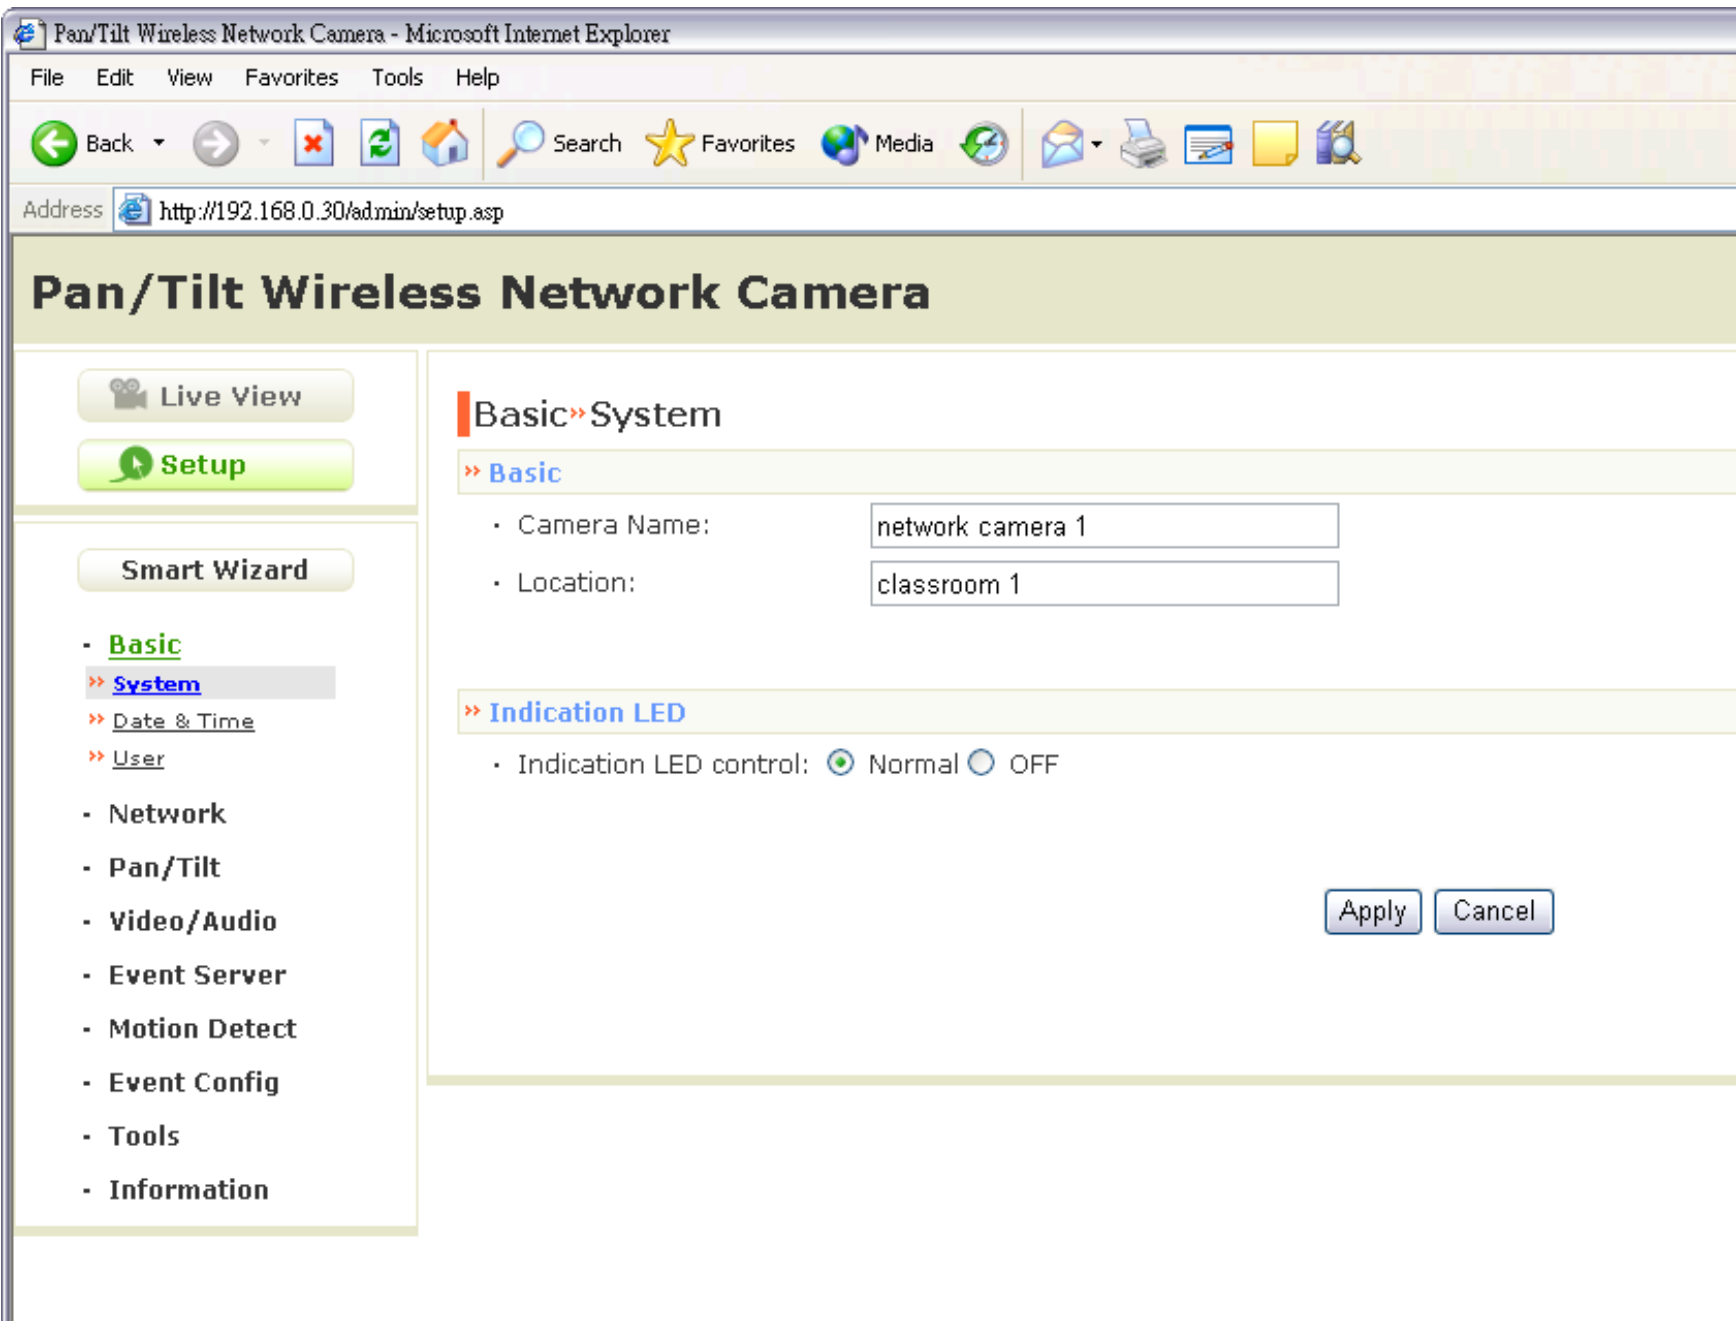 Pan/Tilt Wireless Network Camera - Microsoft Internet Explorer
File Edit View Favorites Tools Help
Back Search Favorites Media
Address http://192.168.0.30/admin/setup.asp
Pan/Tilt Wireless Network Camera
Live View
Setup
Smart Wizard
- Basic
» System
» Date & Time
» User
- Network
- Pan/Tilt
- Video/Audio
- Event Server
- Motion Detect
- Event Config
- Tools
- Information
Basic»System
» Basic
· Camera Name: network camera 1
· Location: classroom 1
» Indication LED
· Indication LED control: Normal OFF
Apply Cancel